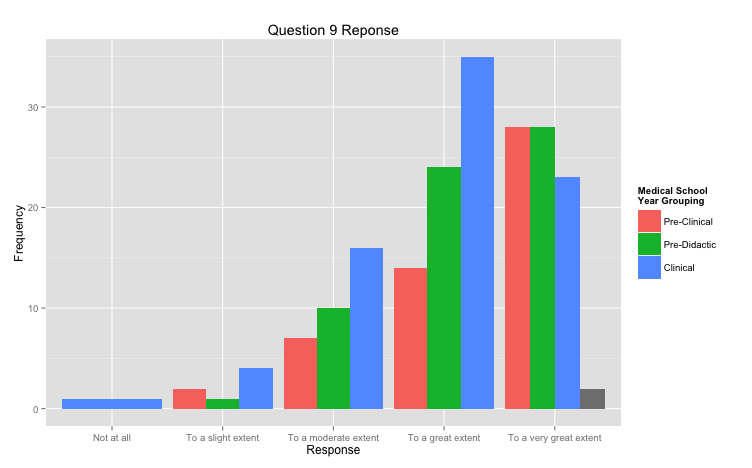 Question 9 Reponse
Frequency
30
20
10
0
Not at all
To a slight extent
To a moderate extent
To a great extent
To a very great extent
Response
Medical School
Year Grouping
Pre-Clinical
Pre-Didactic
Clinical